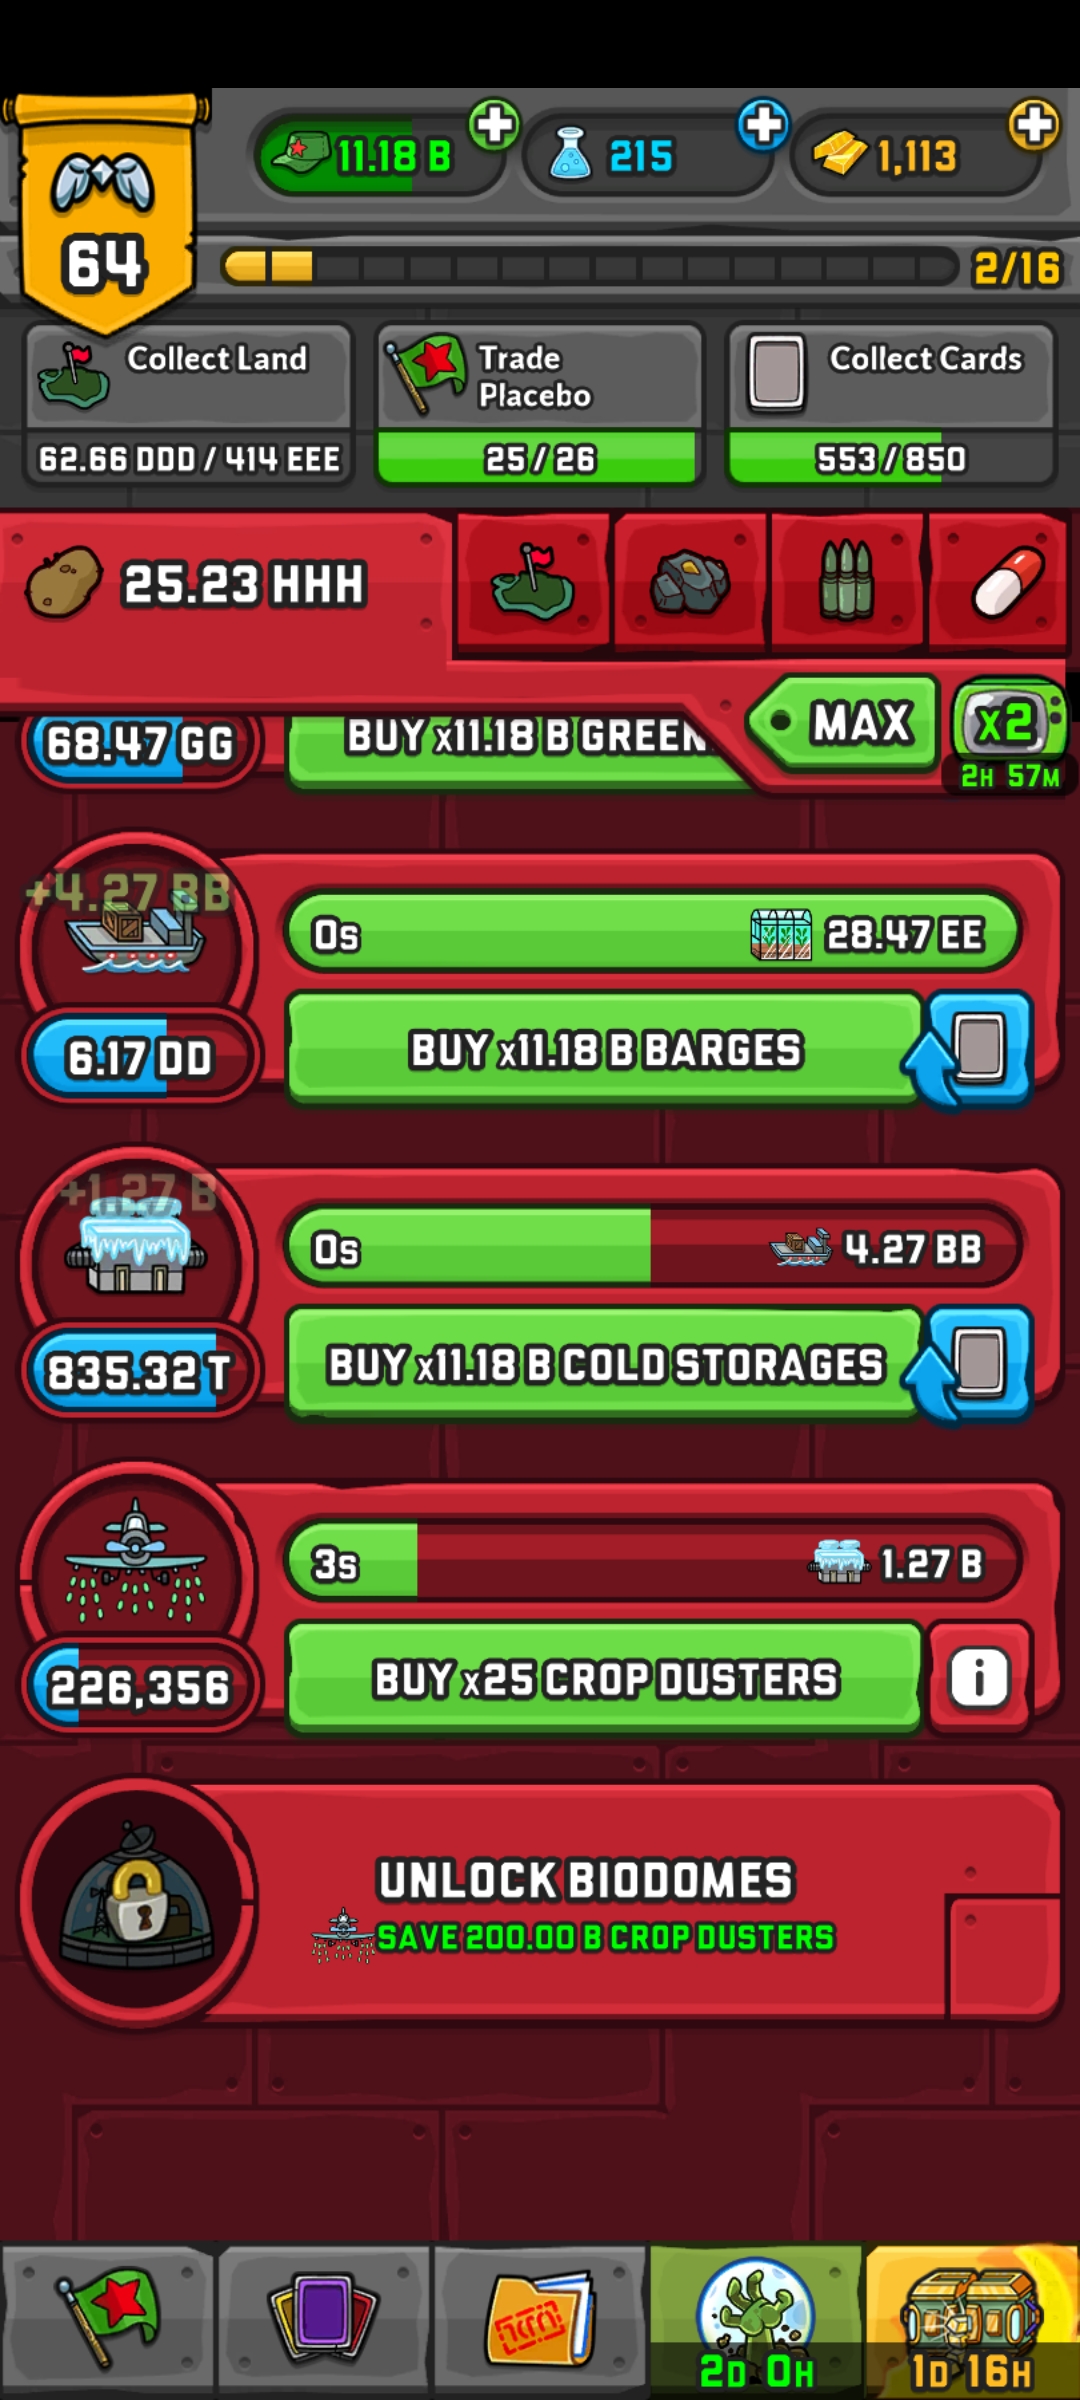 11.18 B
215
1,113
64
2/16
Collect Land
62.66 DDD / 414 EEE
Trade
Placebo
25 / 26
Collect Cards
553 / 850
25.23 HHH
MAX
X2
2H 57M
68.47 GG
BUY x11.18 B GREEN
+4.27 BB
0s
28.47 EE
6.17 DD
BUY x11.18 B BARGES
+1.27 B
0s
4.27 BB
835.32 T
BUY x11.18 B COLD STORAGES
3s
1.27 B
226,356
BUY x25 CROP DUSTERS
i
UNLOCK BIODOMES
SAVE 200.00 B CROP DUSTERS
2D 0H
1D 16H